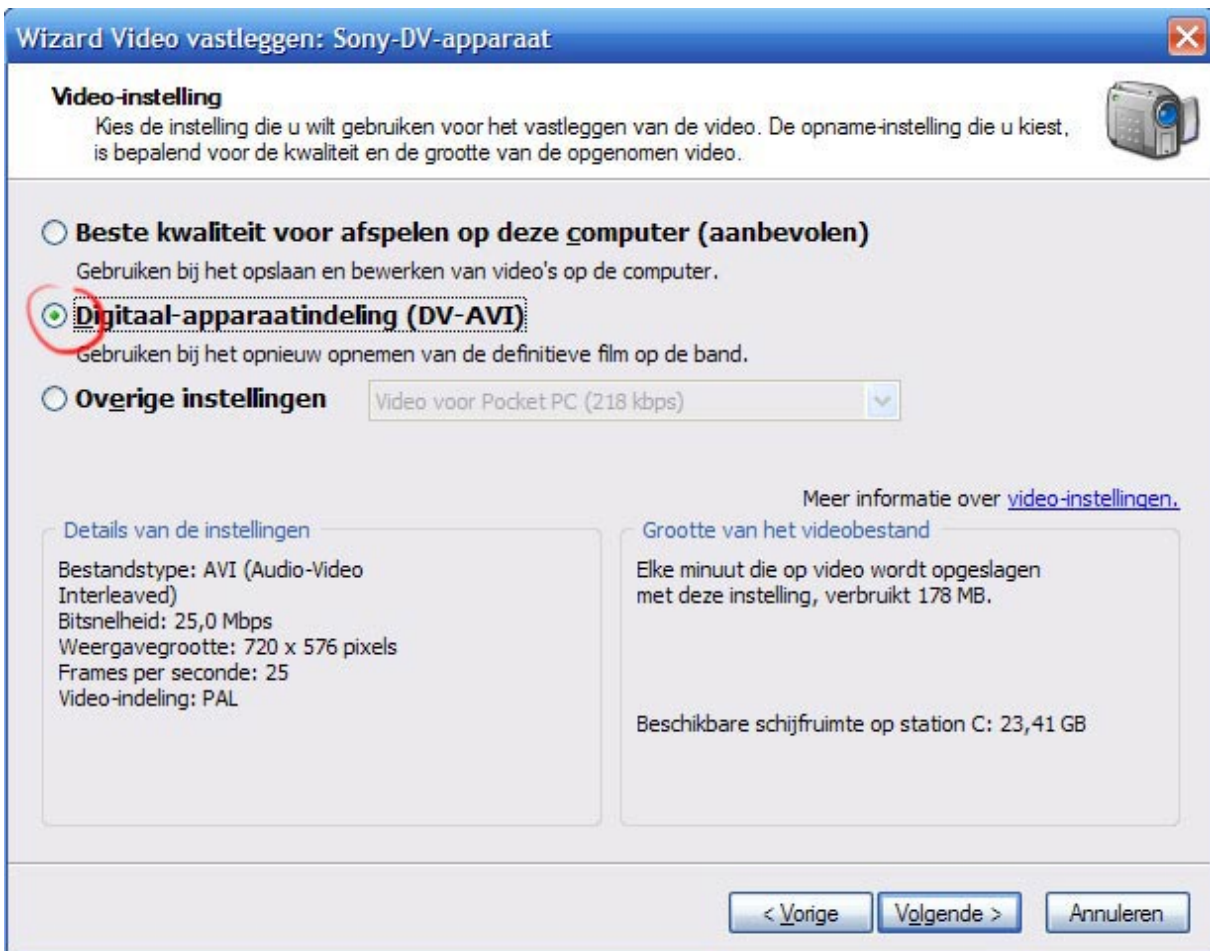 Wizard Video vastleggen: Sony-DV-apparaat
Video-instelling
Kies de instelling die u wilt gebruiken voor het vastleggen van de video. De opname-instelling die u kiest,
is bepalend voor de kwaliteit en de grootte van de opgenomen video.
Beste kwaliteit voor afspelen op deze computer (aanbevolen)
Gebruiken bij het opslaan en bewerken van video's op de computer.
Digitaal-apparaatindeling (DV-AVI)
Gebruiken bij het opnieuw opnemen van de definitieve film op de band.
Overige instellingen
Video voor Pocket PC (218 kbps)
Meer informatie over video-instellingen.
Details van de instellingen
Bestandstype: AVI (Audio-Video
Interleaved)
Bitsnelheid: 25,0 Mbps
Weergavegrootte: 720 x 576 pixels
Frames per seconde: 25
Video-indeling: PAL
Grootte van het videobestand
Elke minuut die op video wordt opgeslagen
met deze instelling, verbruikt 178 MB.
Beschikbare schijfruimte op station C: 23,41 GB
< Vorige
Volgende >
Annuleren